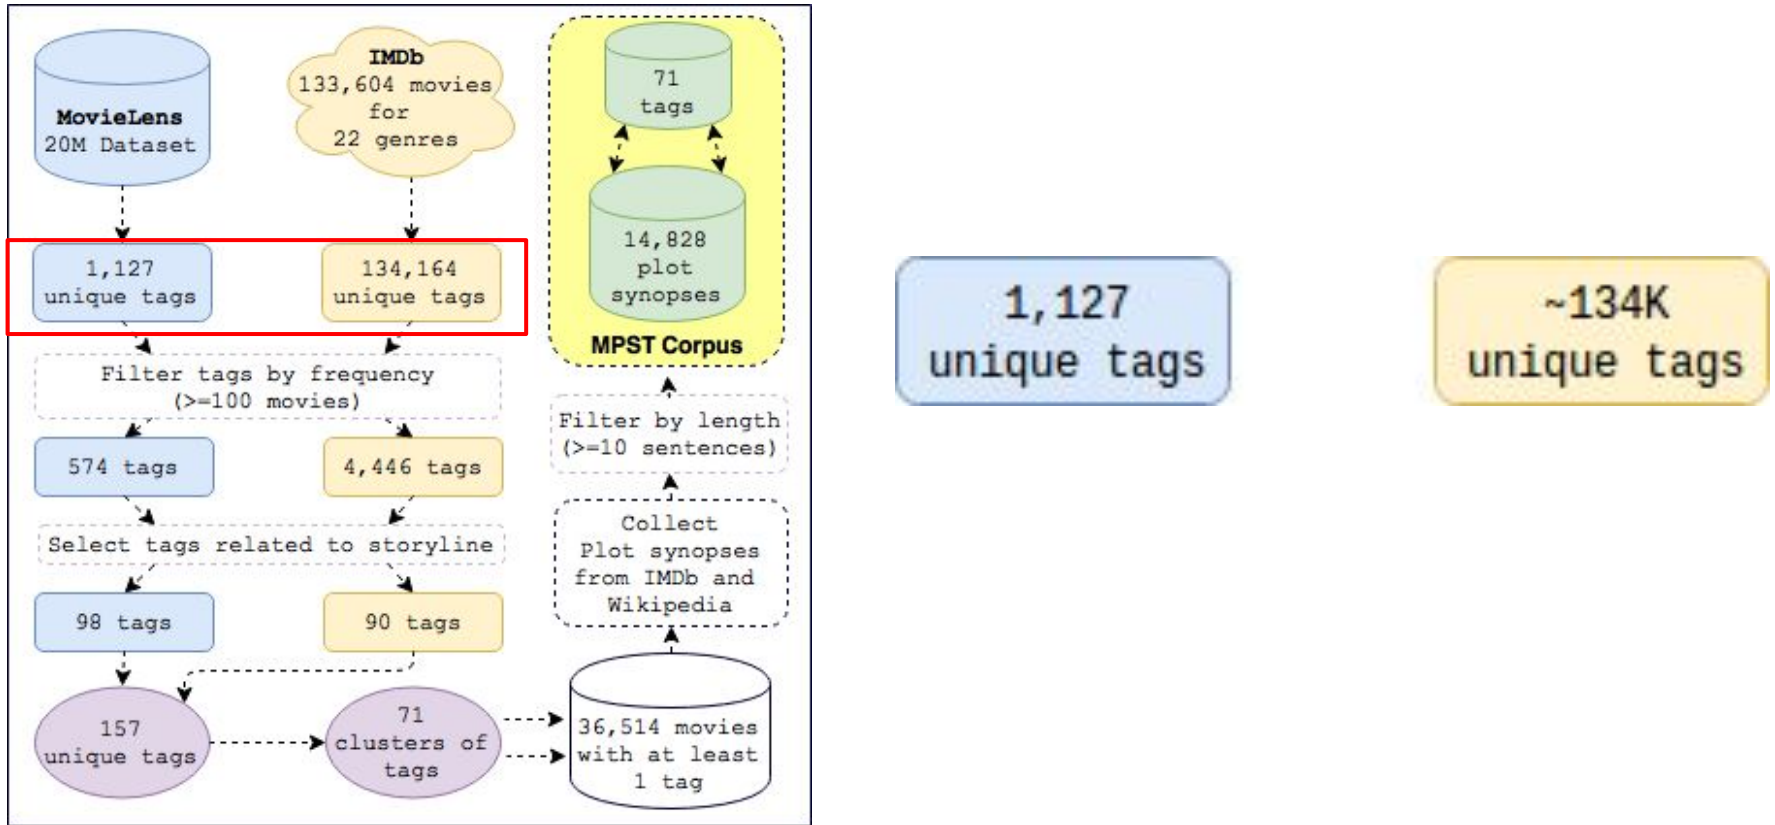 MovieLens
20M Dataset
IMDb
133,604 movies
for
22 genres
1,127
unique tags
134,164
unique tags
Filter tags by frequency
(>=100 movies)
574 tags
4,446 tags
Select tags related to storyline
98 tags
90 tags
157
unique tags
71
clusters of
tags
36,514 movies
with at least
1 tag
Collect
Plot synopses
from IMDb and
Wikipedia
Filter by length
(>=10 sentences)
71
tags
14,828
plot
synopses
MPST Corpus
1,127
unique tags
~134K
unique tags